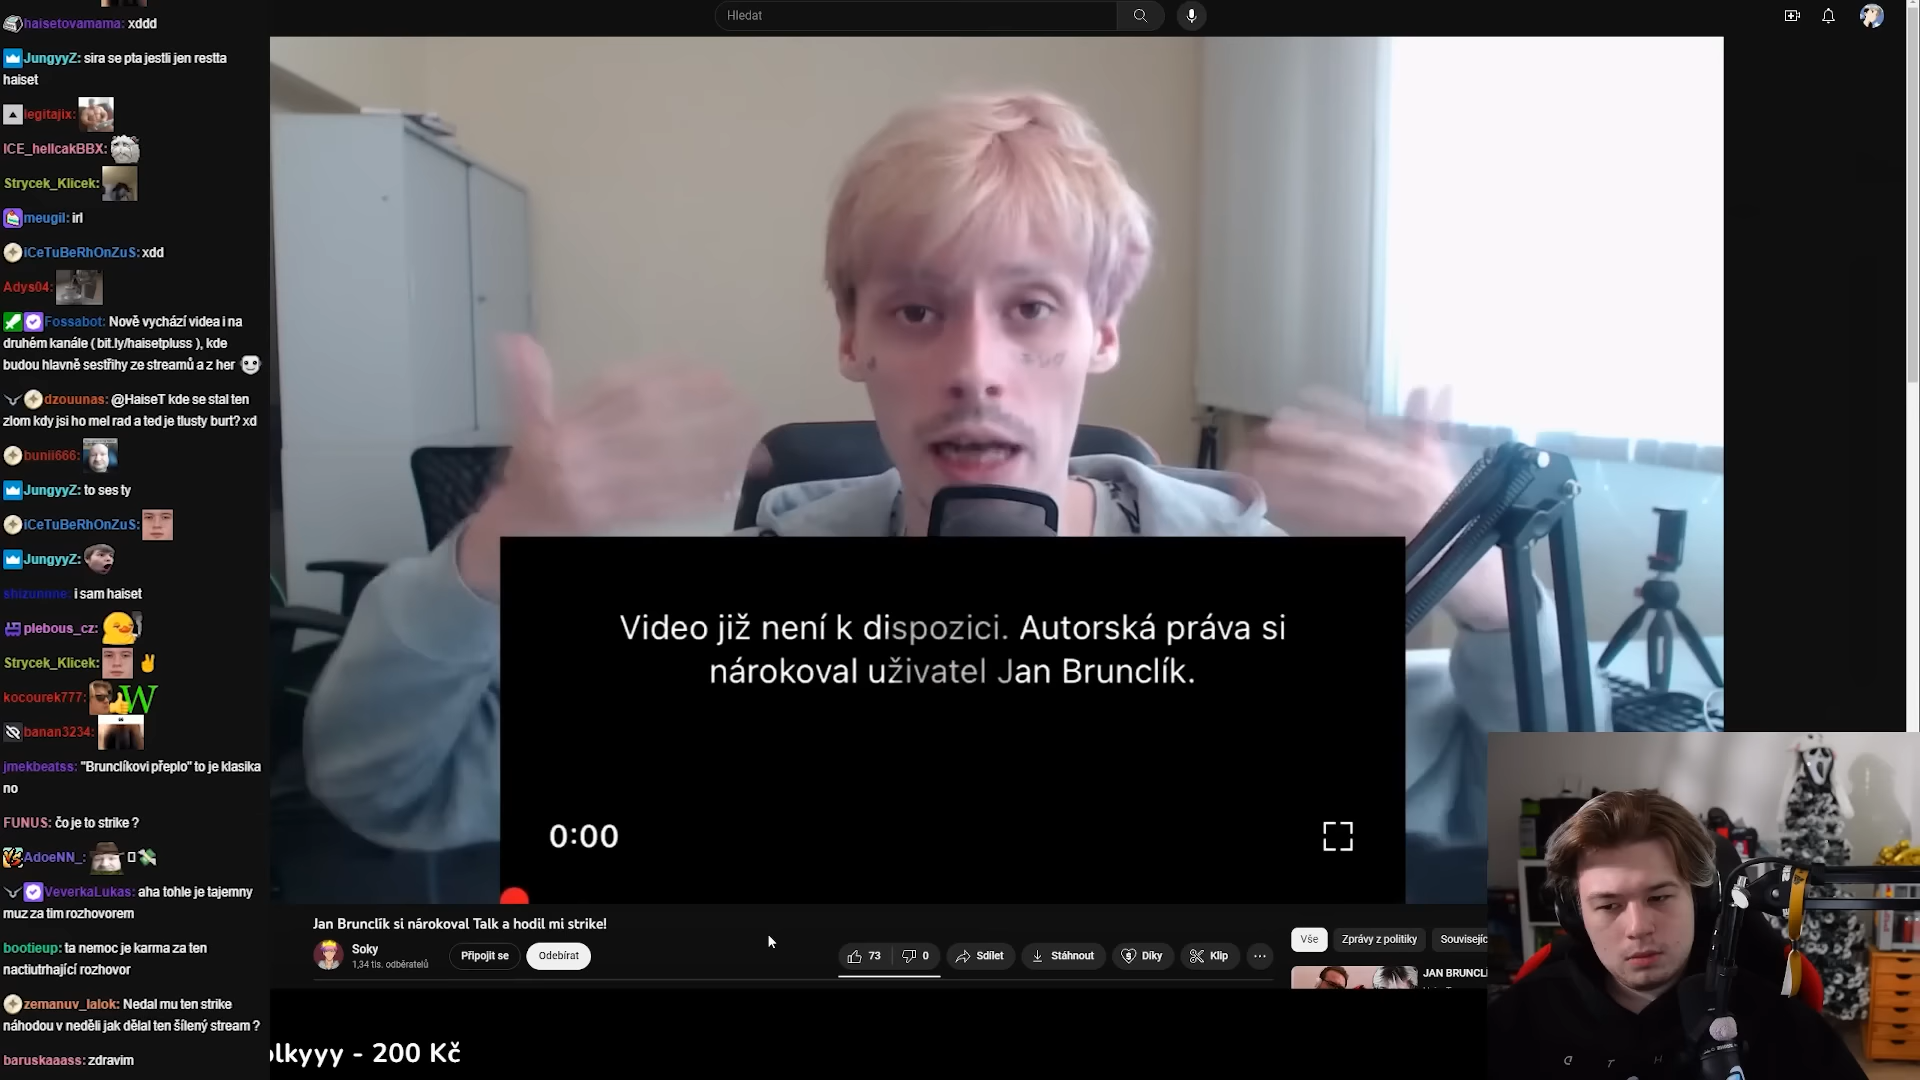 haisetovamama: xddd
JungyyZ: sira se pta jestli jen restta
haiset
legitajix:
ICE_hellcakBBX:
Strycek_Klicek:
meugil: irl
iCeTuBeRhOnZuS: xdd
Adys04:
Fossabot: Nově vychází videa i na
druhém kanále ( bit.ly/haisetpluss ), kde
budou hlavně sestřihy ze streamů a z her
dzouunas: @HaiseT kde se stal ten
zlom kdy jsi ho mel rad a ted je tlusty burt? xd
bunii666:
JungyyZ: to ses ty
iCeTuBeRhOnZuS:
JungyyZ:
shizunnne: i sam haiset
plebous_cz:
Strycek_Klicek:
kocourek777: W
banan3234:
jmekbeatss: "Brunclíkovi přeplo" to je klasika
no
FUNUS: čo je to strike ?
AdoeNN_:
VeverkaLukas: aha tohle je tajemny
muz za tim rozhovorem
bootieup: ta nemoc je karma za ten
nactiutrhající rozhovor
zemanuv_lalok: Nedal mu ten strike
náhodou v neděli jak dělal ten šílený stream ?
baruskaaass: zdravim
Hledat
Video již není k dispozici. Autorská práva si
nárokoval uživatel Jan Brunclík.
0:00
Jan Brunclík si nárokoval Talk a hodil mi strike!
Soky
1,34 tis. odběratelů
Připojit se
Odebírat
73
0
Sdílet
Stáhnout
Díky
Klip
Vše
Zprávy z politiky
Souvisejíc
JAN BRUNCLÍ
olkyyy - 200 Kč